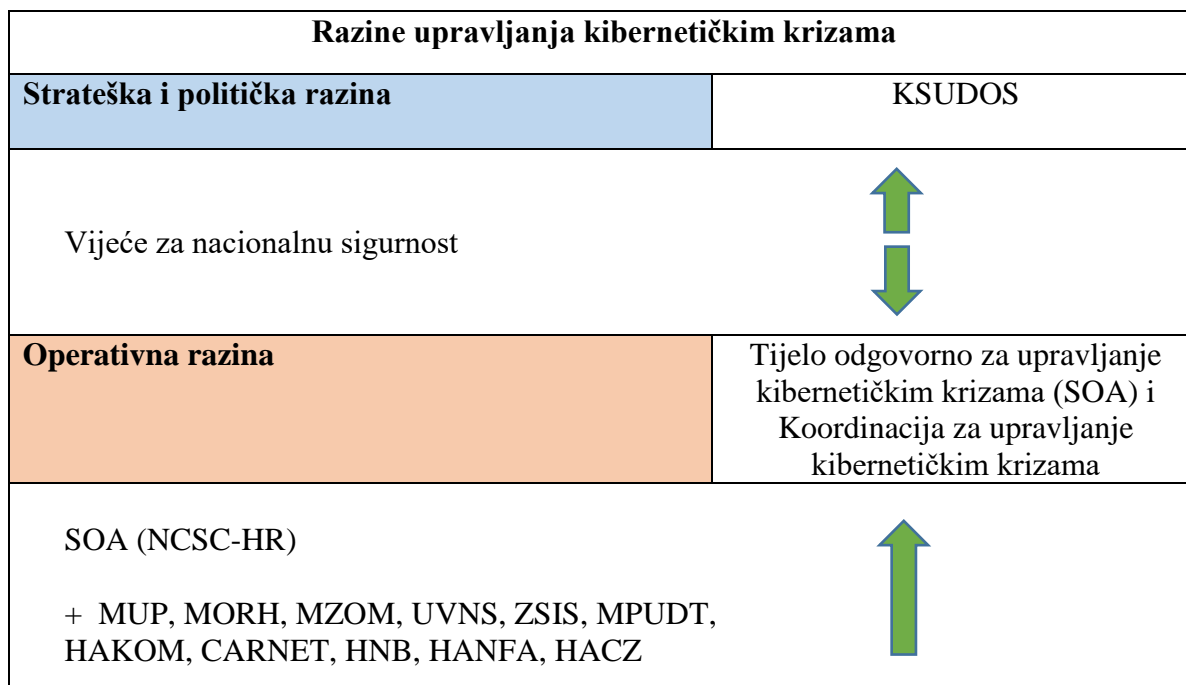 Razine upravljanja kibernetičkim krizama
Strateška i politička razina
KSUDOS
Vijeće za nacionalnu sigurnost
Operativna razina
Tijelo odgovorno za upravljanje
kibernetičkim krizama (SOA) i
Koordinacija za upravljanje
kibernetičkim krizama
SOA (NCSC-HR)
+ MUP, MORH, MZOM, UVNS, ZSIS, MPUDT,
HAKOM, CARNET, HNB, HANFA, HACZ